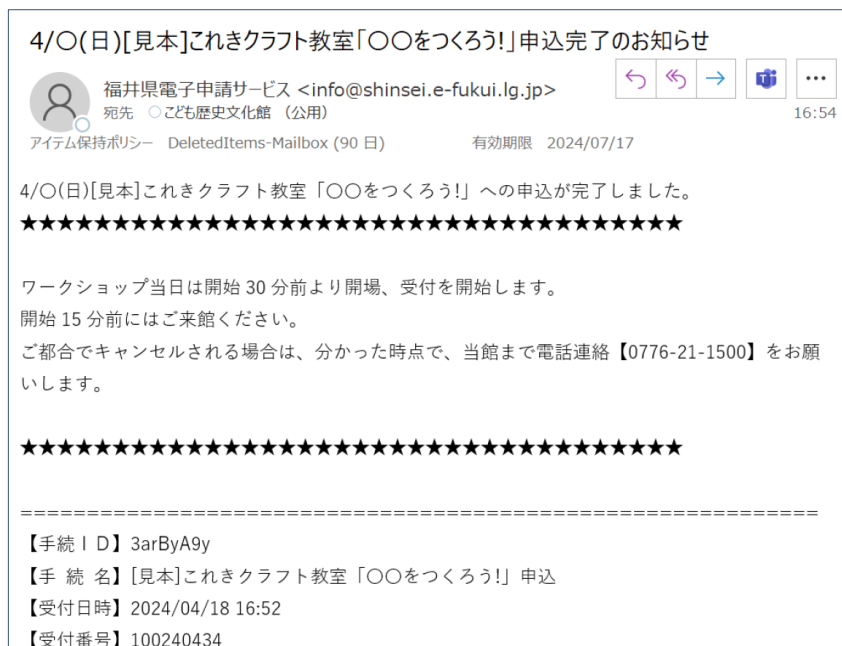 4/〇(日)[見本]これきクラフト教室「〇〇をつくろう!」申込完了のお知らせ
福井県電子申請サービス <info@shinsei.e-fukui.lg.jp>
宛先 こども歴史文化館 （公用）
16:54
アイテム保持ポリシー DeletedItems-Mailbox (90 日) 有効期限 2024/07/17
4/〇(日)[見本]これきクラフト教室「〇〇をつくろう!」への申込が完了しました。
★★★★★★★★★★★★★★★★★★★★★★★★★★★★★★★★★★★★
ワークショップ当日は開始 30 分前より開場、受付を開始します。
開始 15 分前にはご来館ください。
ご都合でキャンセルされる場合は、分かった時点で、当館まで電話連絡【0776-21-1500】をお願
いします。
★★★★★★★★★★★★★★★★★★★★★★★★★★★★★★★★★★★★
============================================================
【手続ＩＤ】3arByA9y
【手 続 名】[見本]これきクラフト教室「〇〇をつくろう!」申込
【受付日時】2024/04/18 16:52
【受付番号】100240434